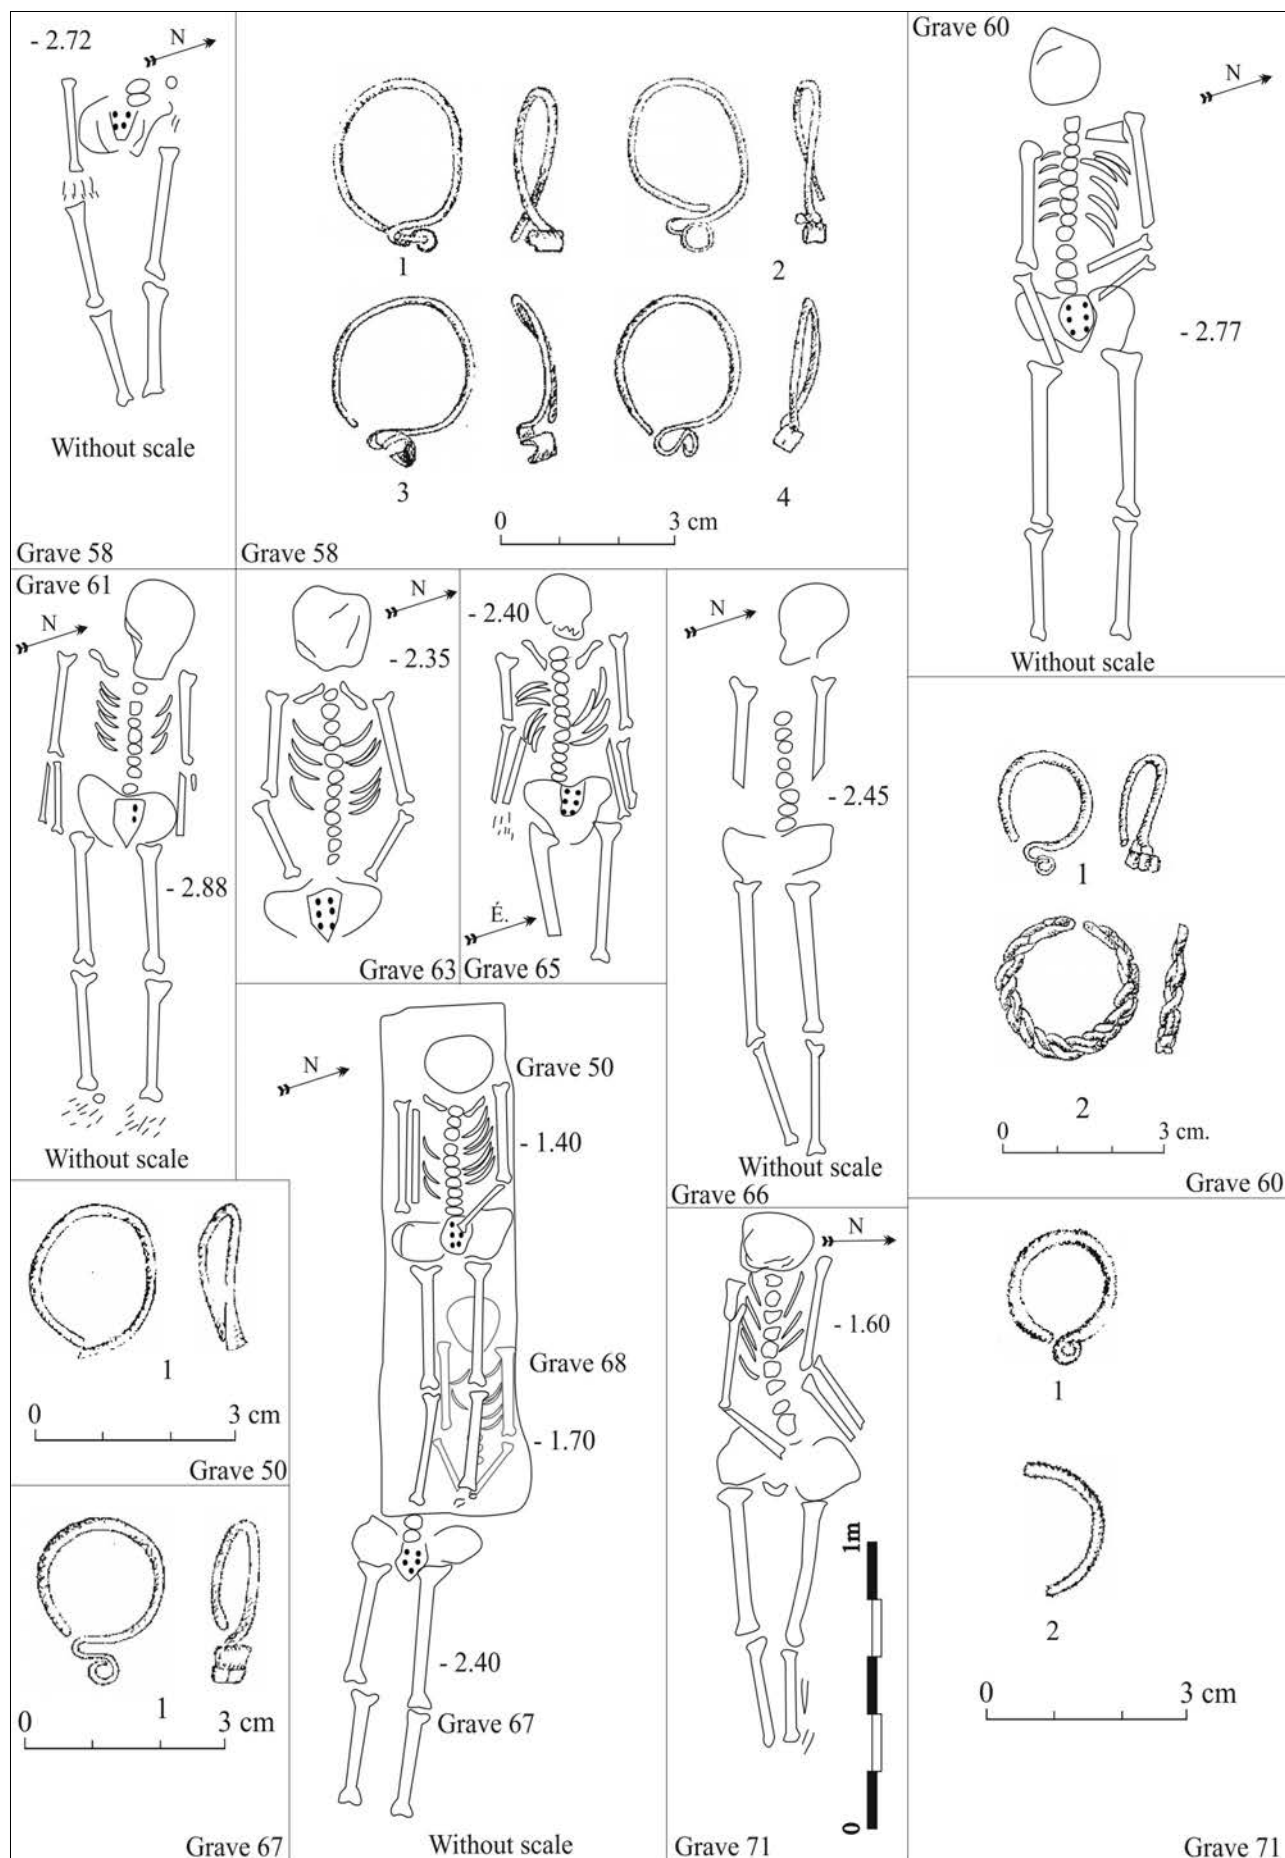 - 2.72
N
Without scale
Grave 58
1
2
3
4
0 3 cm
Grave 58
Grave 60
N
- 2.77
Without scale
Grave 61
N
- 2.88
Without scale
N
- 2.35
Grave 63
- 2.40
É.
Grave 65
N
- 2.45
Without scale
Grave 66
1
2
0 3 cm.
Grave 60
N
Grave 50
- 1.40
Grave 68
- 1.70
- 2.40
Grave 67
Without scale
1
0 3 cm
Grave 50
1
0 3 cm
Grave 67
N
- 1.60
1m
0
Grave 71
1
2
0 3 cm
Grave 71